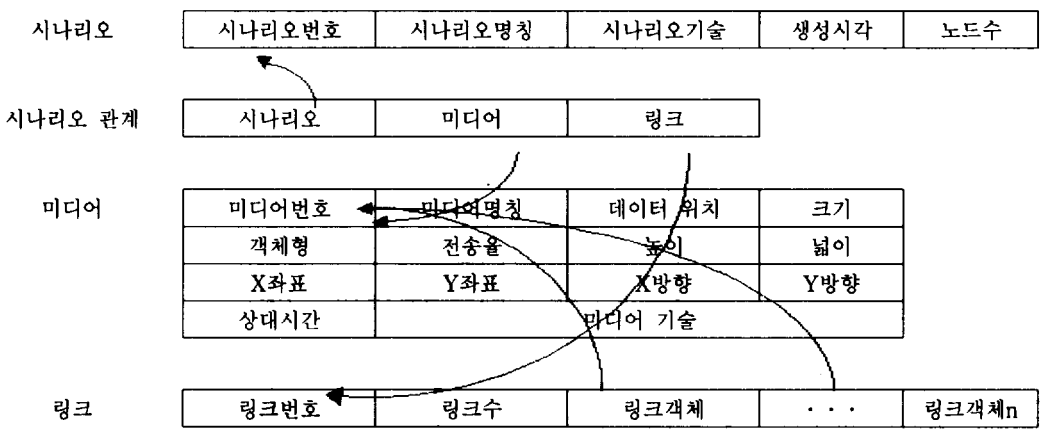 시나리오 시나리오번호 시나리오명칭 시나리오기술 생성시각 노드수
시나리오 관계 시나리오 미디어 링크
미디어 미디어번호 미디어명칭 데이터 위치 크기
객체형 전송율 높이 넓이
X좌표 Y좌표 X방향 Y방향
상대시간 미디어 기술
링크 링크번호 링크수 링크객체 · · · 링크객체n